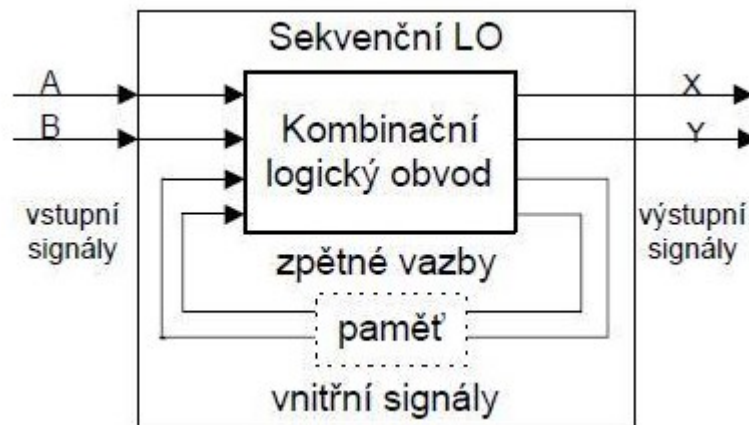 Sekvenční LO
A
B
Kombinační
logický obvod
X
Y
vstupní
signály
výstupní
signály
zpětné vazby
paměť
vnitřní signály